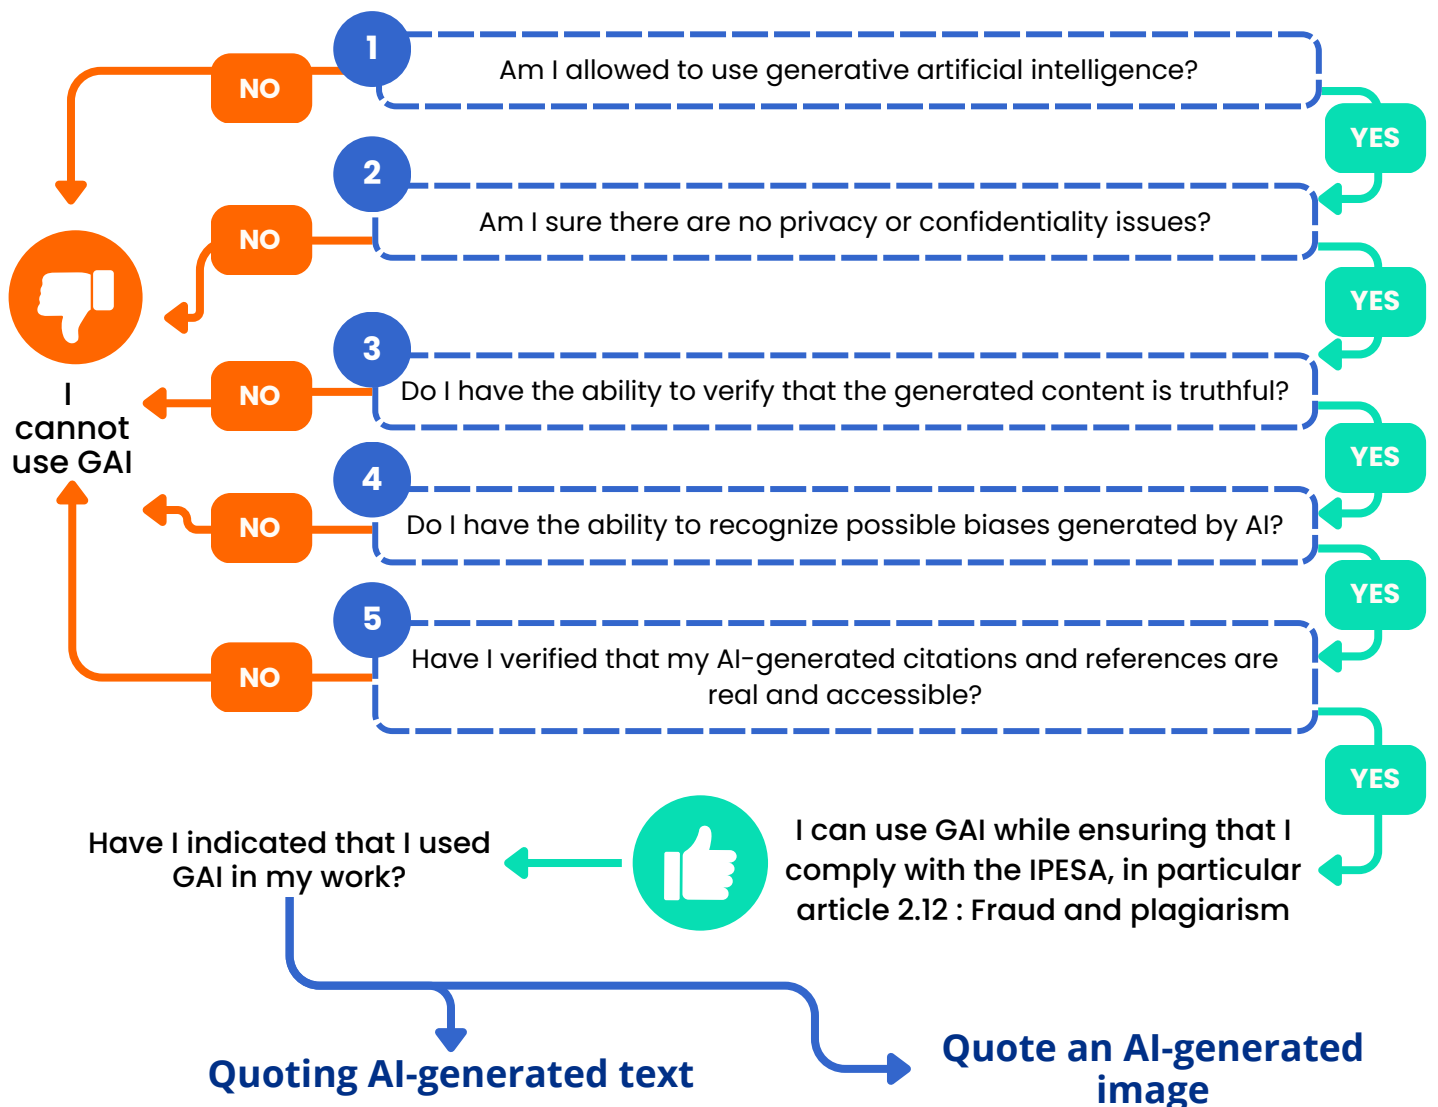 1
Am I allowed to use generative artificial intelligence?
NO
YES
2
Am I sure there are no privacy or confidentiality issues?
NO
YES
3
Do I have the ability to verify that the generated content is truthful?
NO
YES
I
cannot
use GAI
4
Do I have the ability to recognize possible biases generated by AI?
NO
YES
5
Have I verified that my AI-generated citations and references are
real and accessible?
NO
YES
I can use GAI while ensuring that I
comply with the IPESA, in particular
article 2.12 : Fraud and plagiarism
Have I indicated that I used
GAI in my work?
Quoting AI-generated text
Quote an AI-generated
image